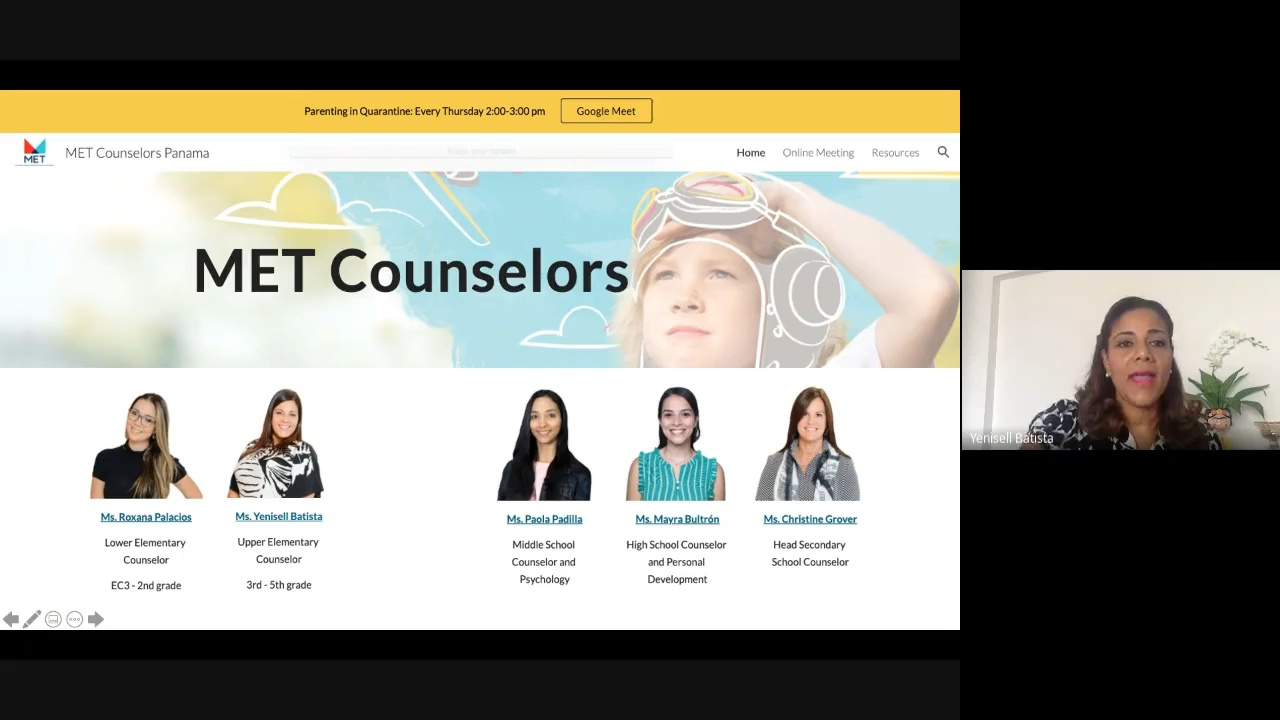 Parenting in Quarantine: Every Thursday 2:00-3:00 pm
Google Meet
MET
MET Counselors Panama
Home
Online Meeting
Resources
MET Counselors
Ms. Roxana Palacios
Lower Elementary
Counselor
EC3 - 2nd grade
Ms. Yenisell Batista
Upper Elementary
Counselor
3rd - 5th grade
Ms. Paola Padilla
Middle School
Counselor and
Psychology
Ms. Mayra Bultrón
High School Counselor
and Personal
Development
Ms. Christine Grover
Head Secondary
School Counselor
Yenisell Batista